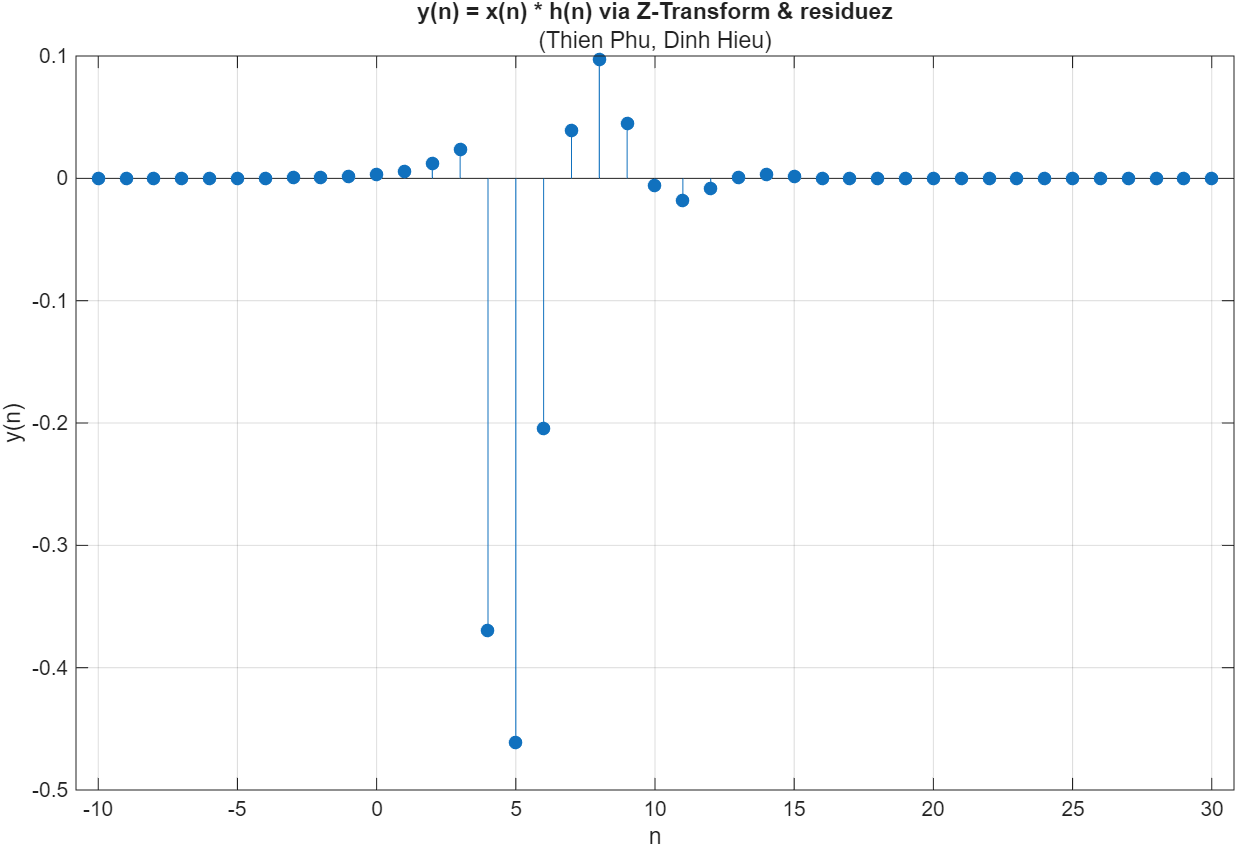 y(n) = x(n) * h(n) via Z-Transform & residuez
(Thien Phu, Dinh Hieu)
0.1
0
-0.1
-0.2
-0.3
-0.4
-0.5
y(n)
-10 -5 0 5 10 15 20 25 30
n